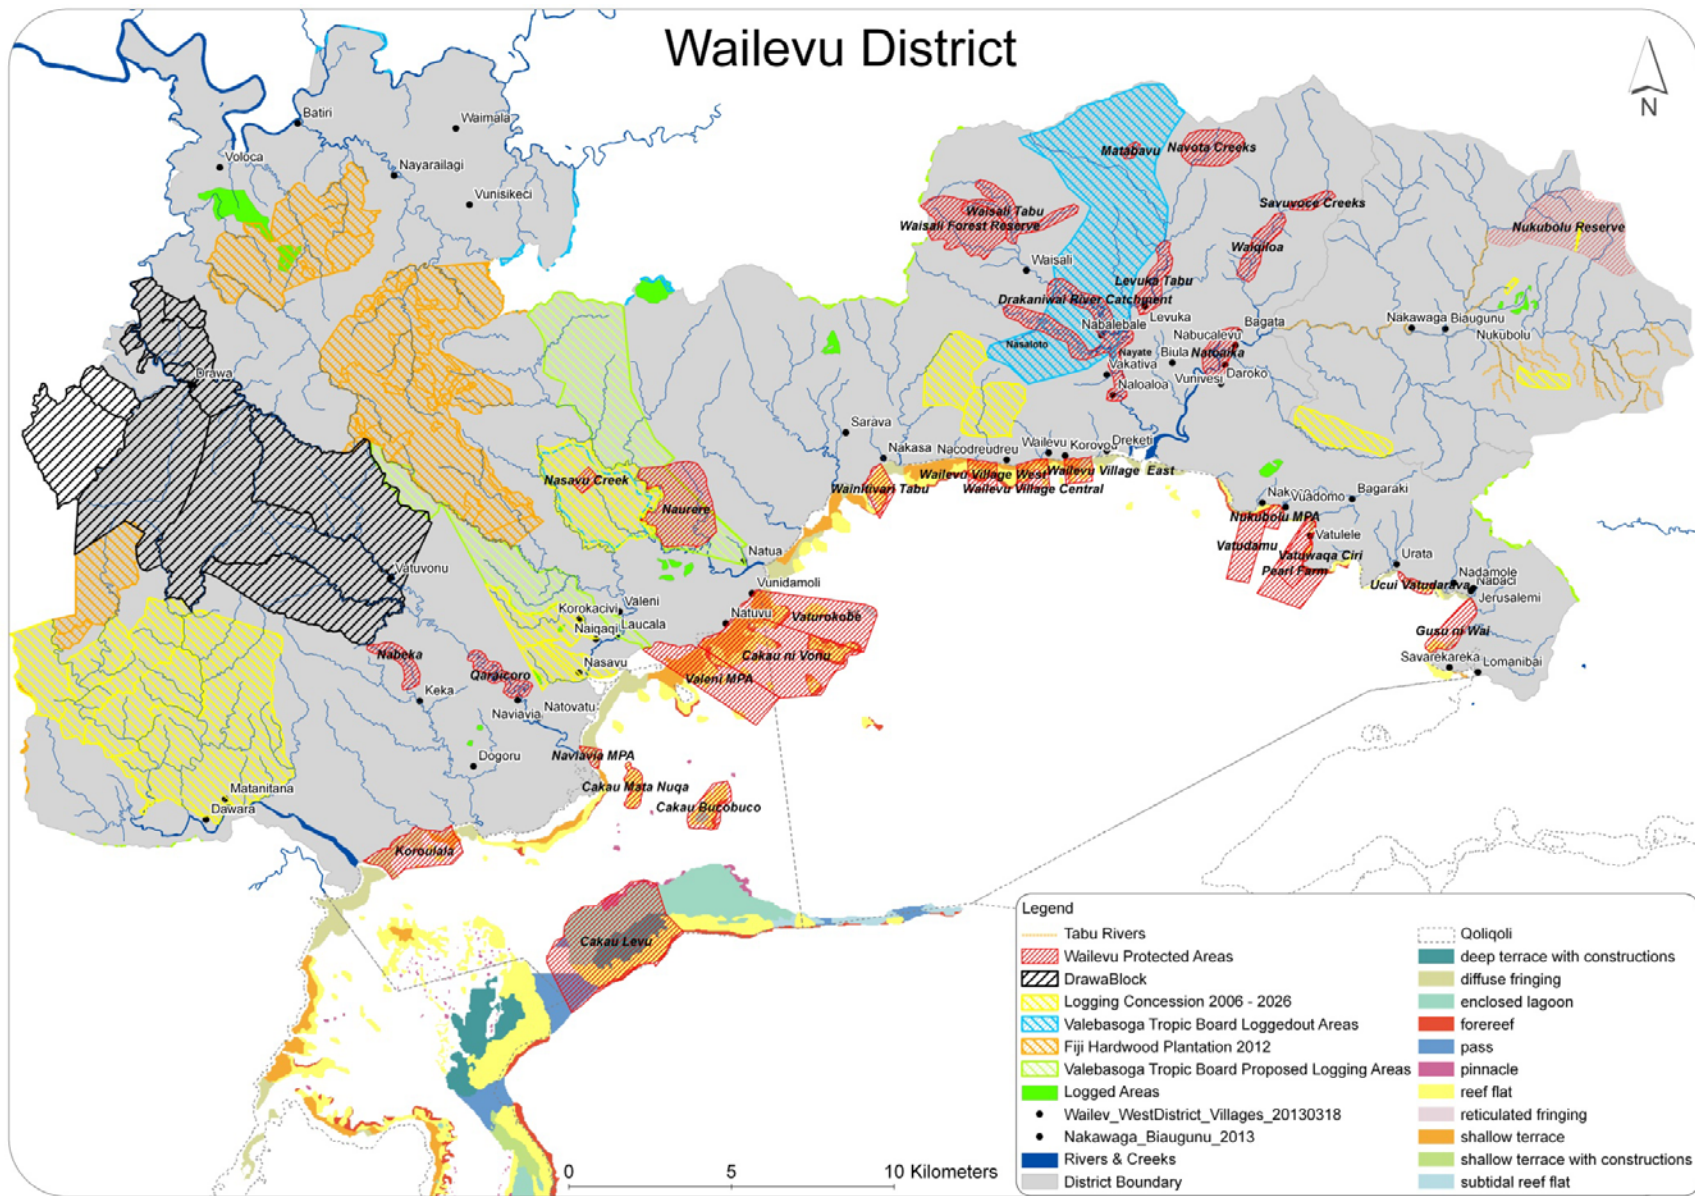 Wailevu District
N
Batiri
Waimala
Voloca
Nayarailagi
Vunisikeci
Matabavu
Navota Creeks
Waisali Tabu
Waisali Forest Reserve
Savuvoce Creeks
Nukubolu Reserve
Waiqiloa
Waisali
Levuka Tabu
Drakaniwai River Catchment
Levuka
Nabalebale
Nabucalevu
Bagata
Nakawaga
Biaugunu
Nukubolu
Nasaloto
Nayate
Biula
Natoaika
Vakativa
Vunivesi
Daroko
Naloaloa
Drawa
Sarava
Nakasa
Nacodreudreu
Wailevu
Korovou
Dreketi
Wailevu Village West
Wailevu Village East
Wainitivari Tabu
Wailevu Village Central
Nasavu Creek
Naurere
Vuadomo
Bagaraki
Nukubolu MPA
Vatulele
Vatudamu
Vatuwaqa Ciri
Pearl Farm
Urata
Ucui Vatudarava
Nadamole
Nabaci
Jerusalemi
Natua
Vatuvonu
Vunidamoli
Korokacivi
Valeni
Natuvu
Vaturokobe
Naiqaqi
Laucala
Gusu ni Wai
Nabeka
Cakau ni Vonu
Nasavu
Savarekareka
Lomanibai
Qaraicoro
Valeni MPA
Keka
Naviavia
Natovatu
Naviavia MPA
Dogoru
Cakau Mata Nuqa
Matanitana
Cakau Bucobuco
Dawara
Koroulala
Cakau Levu
Legend
Tabu Rivers
Wailevu Protected Areas
DrawaBlock
Logging Concession 2006 - 2026
Valebasoga Tropic Board Loggedout Areas
Fiji Hardwood Plantation 2012
Valebasoga Tropic Board Proposed Logging Areas
Logged Areas
Wailev_WestDistrict_Villages_20130318
Nakawaga_Biaugunu_2013
Rivers & Creeks
District Boundary
Qoliqoli
deep terrace with constructions
diffuse fringing
enclosed lagoon
forereef
pass
pinnacle
reef flat
reticulated fringing
shallow terrace
shallow terrace with constructions
subtidal reef flat
0 5 10 Kilometers